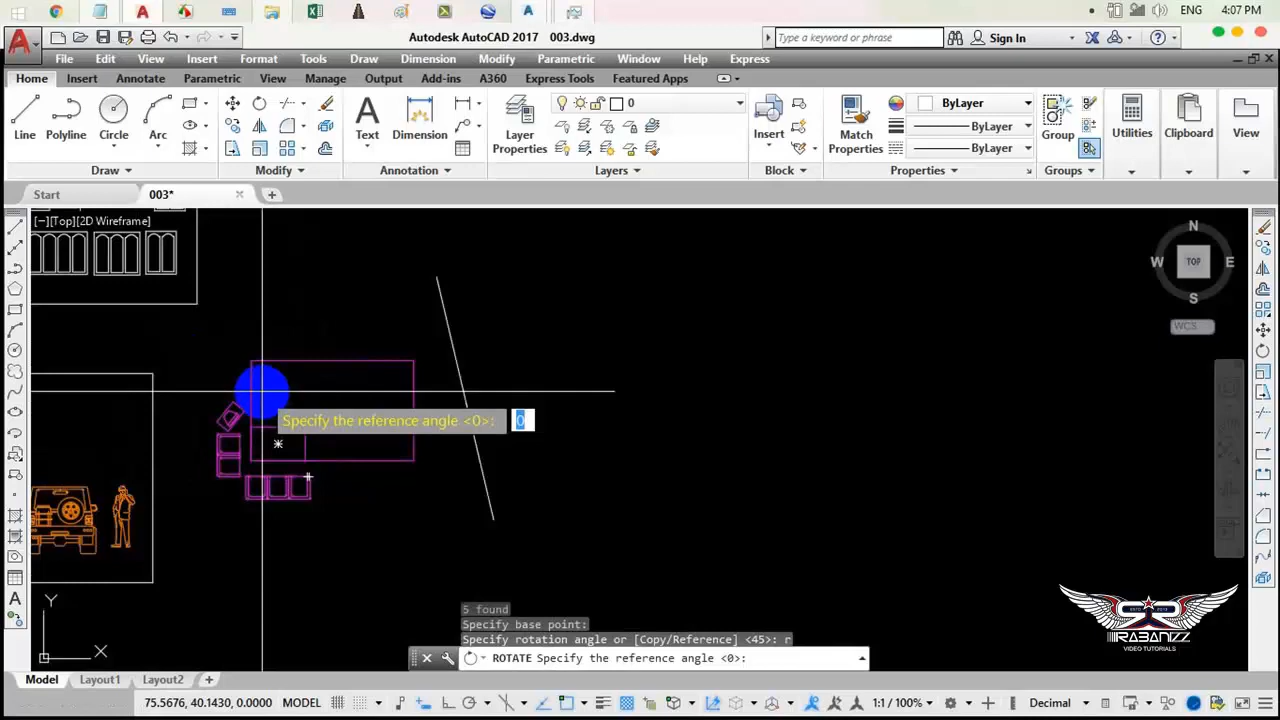 ENG 4:07 PM
Autodesk AutoCAD 2017 003.dwg
Type a keyword or phrase
Sign In
File Edit View Insert Format Tools Draw Dimension Modify Parametric Window Help Express
Home Insert Annotate Parametric View Manage Output Add-ins A360 Express Tools Featured Apps
0
ByLayer
Line Polyline Circle Arc
Text Dimension
Layer Properties
Insert
Match Properties
ByLayer
ByLayer
Group
Utilities
Clipboard
View
Draw Modify Annotation Layers Block Properties Groups
Start 003*
[−][Top][2D Wireframe]
N
W TOP E
S
WCS
Specify the reference angle <0>: 0
Y
X
5 found
Specify base point:
Specify rotation angle or [Copy/Reference] <45>: r
ROTATE Specify the reference angle <0>:
RABANIZZ
VIDEO TUTORIALS
Model Layout1 Layout2 +
75.5676, 40.1430, 0.0000 MODEL
1:1 / 100%
Decimal